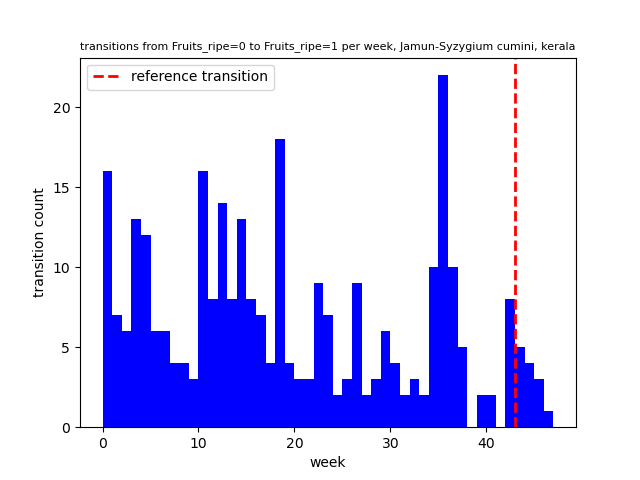 transitions from Fruits_ripe=0 to Fruits_ripe=1 per week, Jamun-Syzygium cumini, kerala
reference transition
20
15
10
5
0
transition count
0 10 20 30 40
week